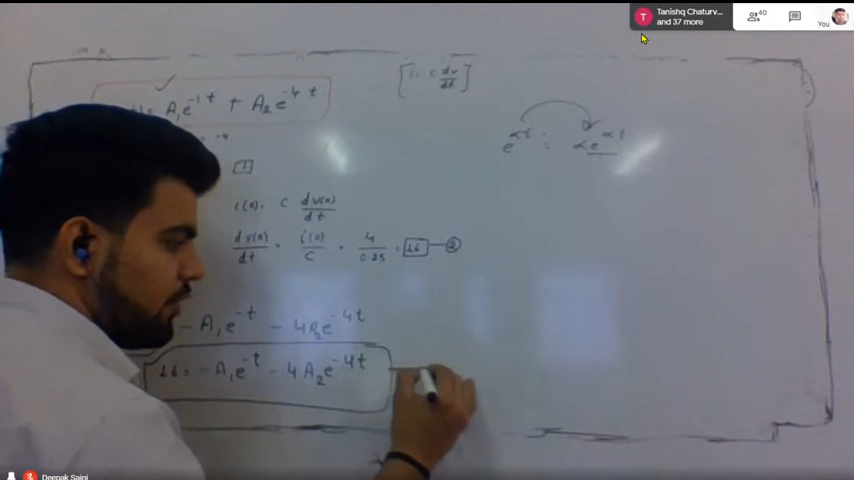 Tanishq Chaturv...
and 37 more
T
40
You
[i = c dv/dt]
A₁e^-1t + A₂e^-4t
= -4
e^αt = αe^αt
1
i(0) = C dv(0)/dt
dv(0)/dt = i(0)/C = 4/0.25 = 16 — 2
- A₁e^-t - 4A₂e^-4t
16 = -A₁e^-t - 4A₂e^-4t
Deepak Saini